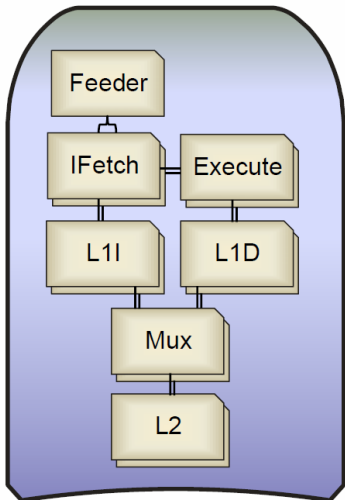 Feeder
IFetch
Execute
L1I
L1D
Mux
L2